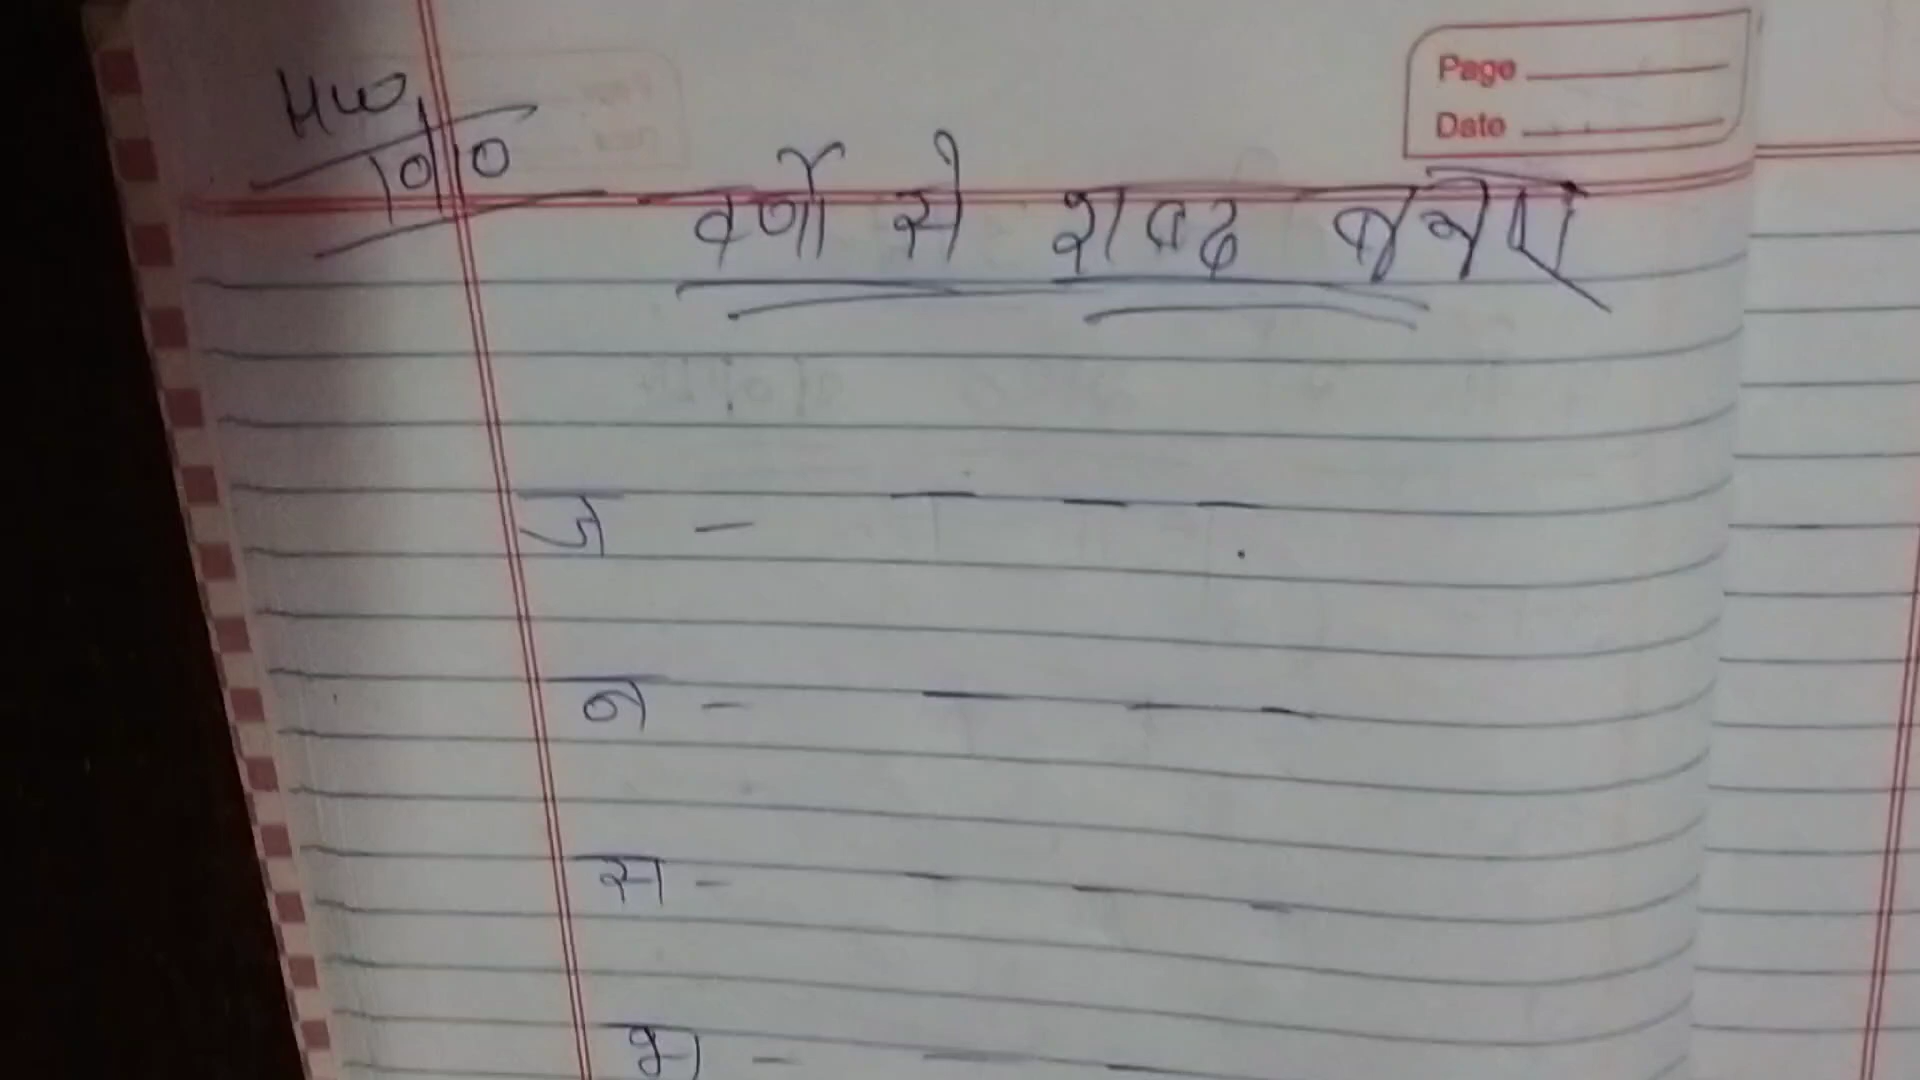 HW
Page
Date
10/10
वर्णो से शब्द बनाए
ज -
न -
स -
भ -